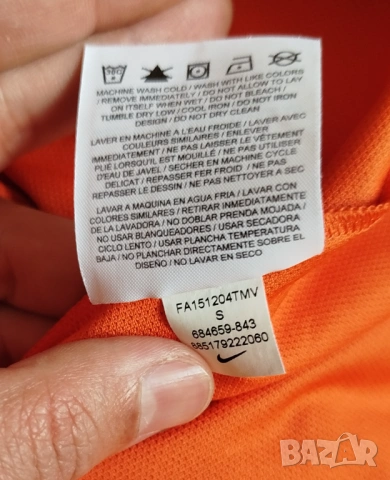 MACHINE WASH COLD / WASH WITH LIKE COLORS
/ REMOVE IMMEDIATELY / DO NOT ALLOW TO LAY
ON ITSELF WHEN WET / DO NOT BLEACH /
TUMBLE DRY LOW / COOL IRON / DO NOT IRON
DESIGN / DO NOT DRY CLEAN
LAVER EN MACHINE A L'EAU FROIDE / LAVER AVEC
COULEURS SIMILAIRES / ENLEVER
IMMÉDIATEMENT / NE PAS LAISSER LE VÊTEMENT
PLIÉ LORSQU'IL EST MOUILLÉ / NE PAS UTILISER
D'EAU DE JAVEL / SECHER EN MACHINE CYCLE
DELICAT / REPASSER FER FROID / NE PAS
REPASSER LE DESSIN / NE PAS NETTOYER A SEC
LAVAR A MAQUINA EN AGUA FRIA / LAVAR CON
COLORES SIMILARES / RETIRAR INMEDIATAMENTE
DE LA LAVADORA / NO DOBLAR PRENDA MOJADA /
NO USAR BLANQUEADORES / USAR SECADORA
CICLO LENTO / USAR PLANCHA TEMPERATURA
BAJA / NO PLANCHAR DIRECTAMENTE SOBRE EL
DISEÑO / NO LAVAR EN SECO
FA151204TMV
S
684659-843
885179222060
BAZAR